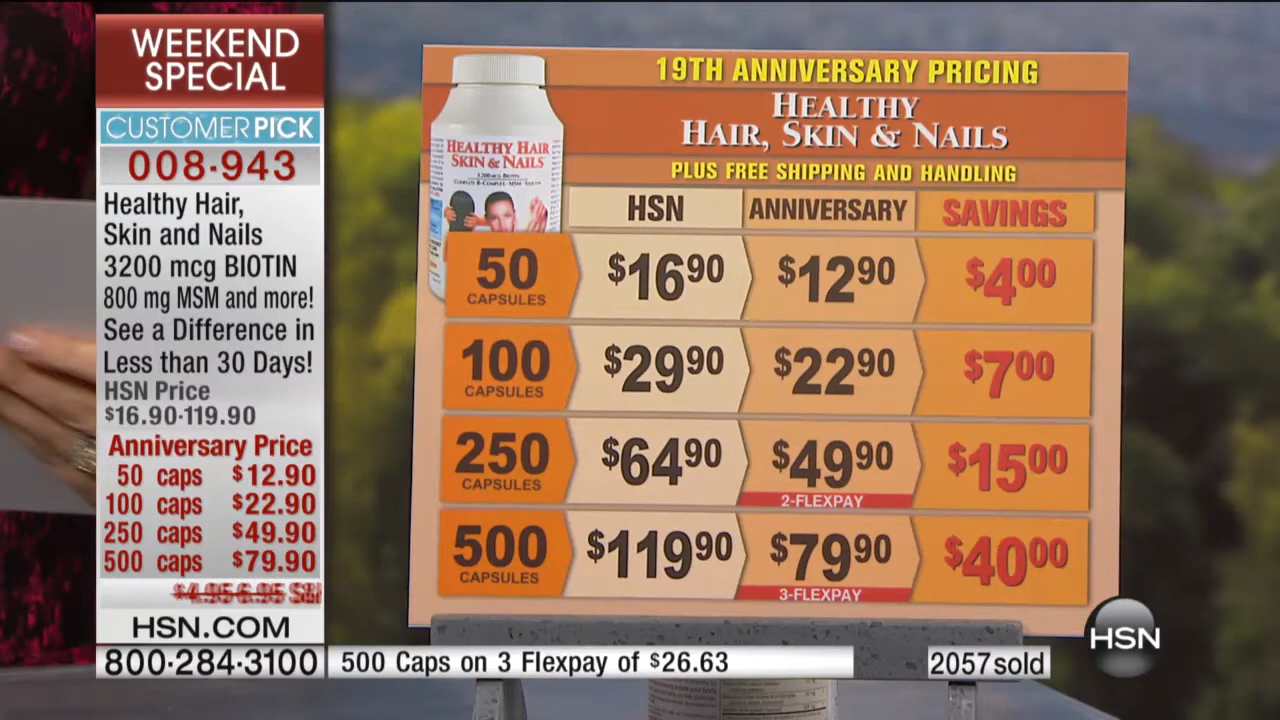 WEEKEND
SPECIAL
CUSTOMER PICK
008-943
Healthy Hair,
Skin and Nails
3200 mcg BIOTIN
800 mg MSM and more!
See a Difference in
Less than 30 Days!
HSN Price
$16.90-119.90
Anniversary Price
50 caps $12.90
100 caps $22.90
250 caps $49.90
500 caps $79.90
HSN.COM
800-284-3100
500 Caps on 3 Flexpay of $26.63
2057 sold
HSN
19TH ANNIVERSARY PRICING
HEALTHY
HAIR, SKIN & NAILS
PLUS FREE SHIPPING AND HANDLING
HEALTHY HAIR
SKIN & NAILS
HSN ANNIVERSARY SAVINGS
50 CAPSULES $16.90 $12.90 $4.00
100 CAPSULES $29.90 $22.90 $7.00
250 CAPSULES $64.90 $49.90 $15.00
2-FLEXPAY
500 CAPSULES $119.90 $79.90 $40.00
3-FLEXPAY